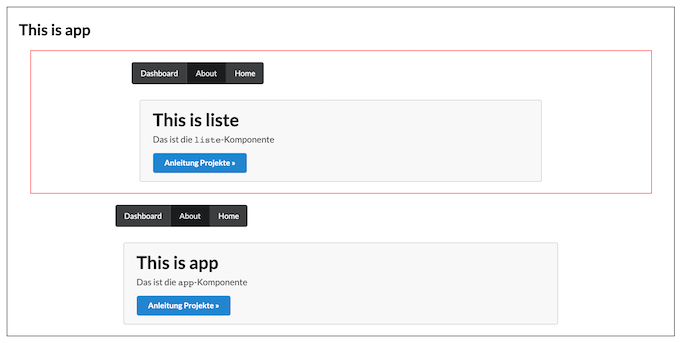 This is app
Dashboard About Home
This is liste
Das ist die liste-Komponente
Anleitung Projekte »
Dashboard About Home
This is app
Das ist die app-Komponente
Anleitung Projekte »